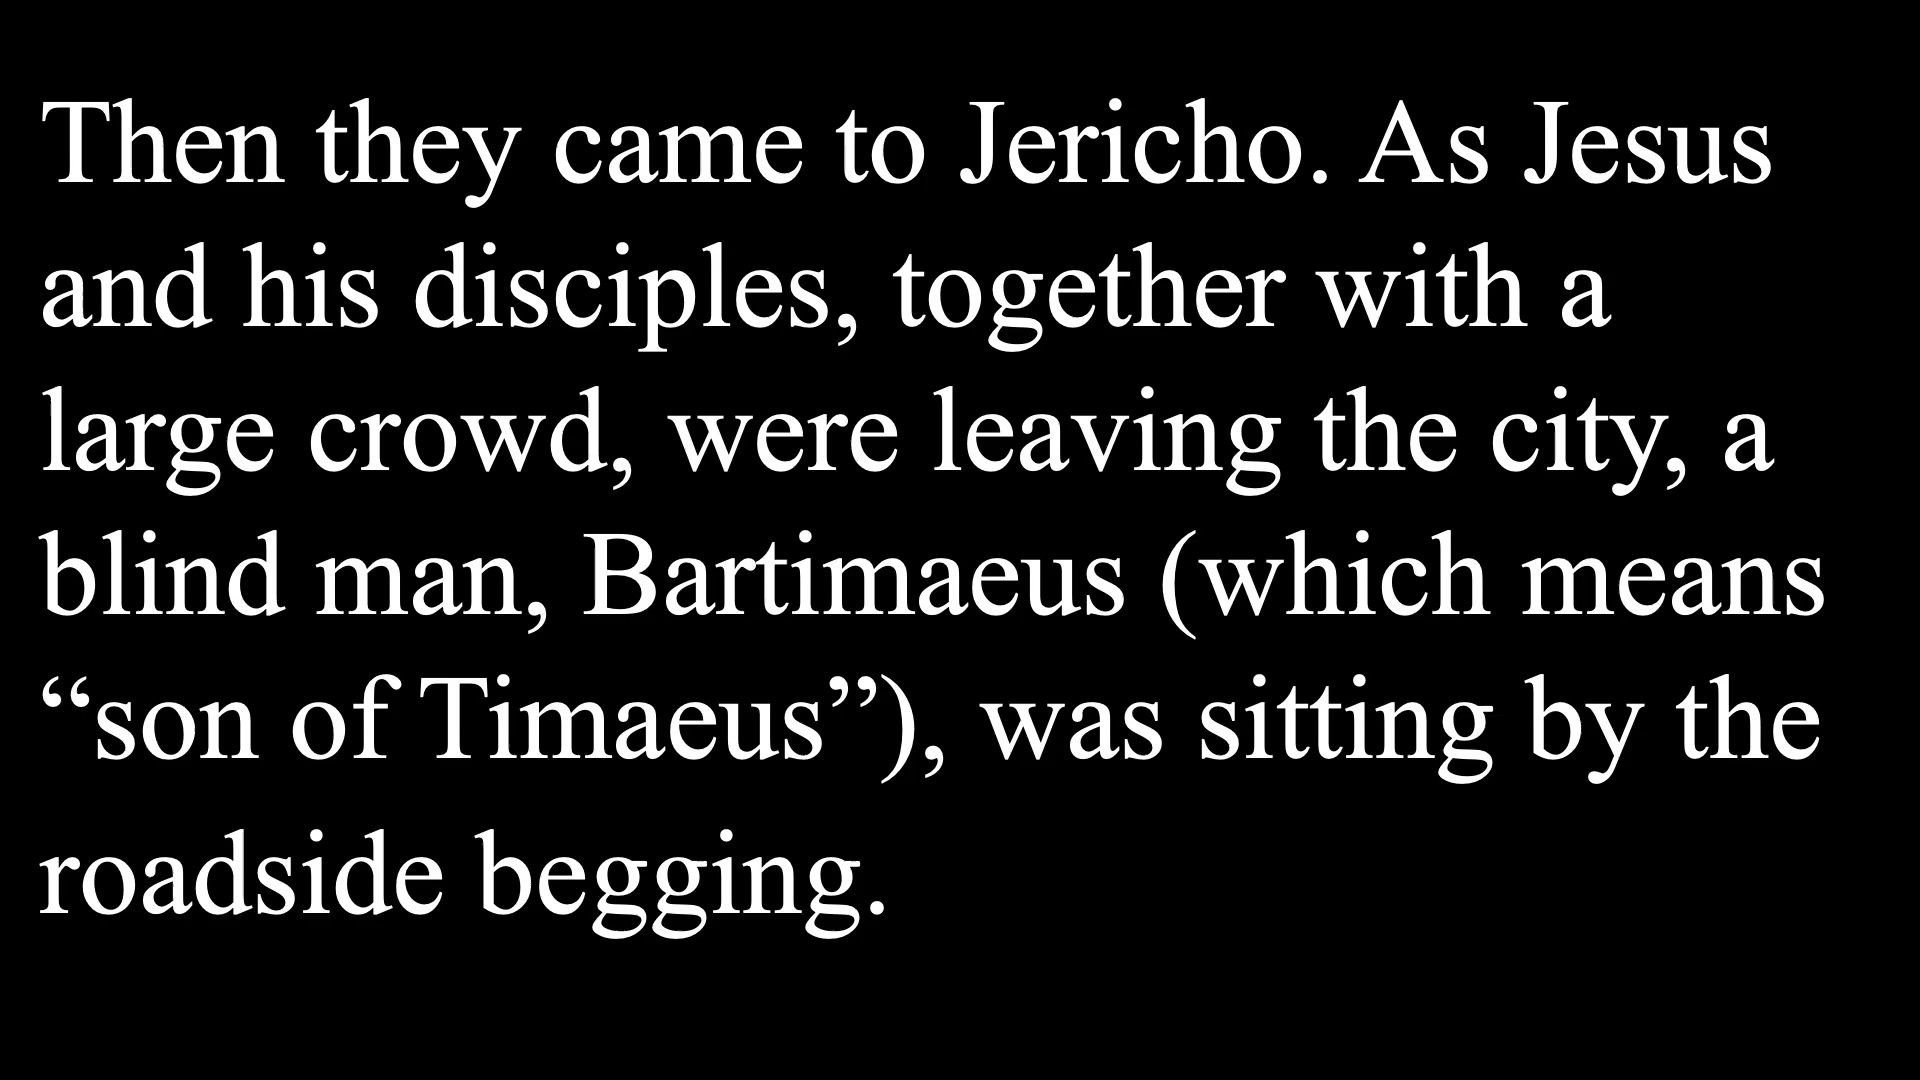 Then they came to Jericho. As Jesus
and his disciples, together with a
large crowd, were leaving the city, a
blind man, Bartimaeus (which means
“son of Timaeus”), was sitting by the
roadside begging.